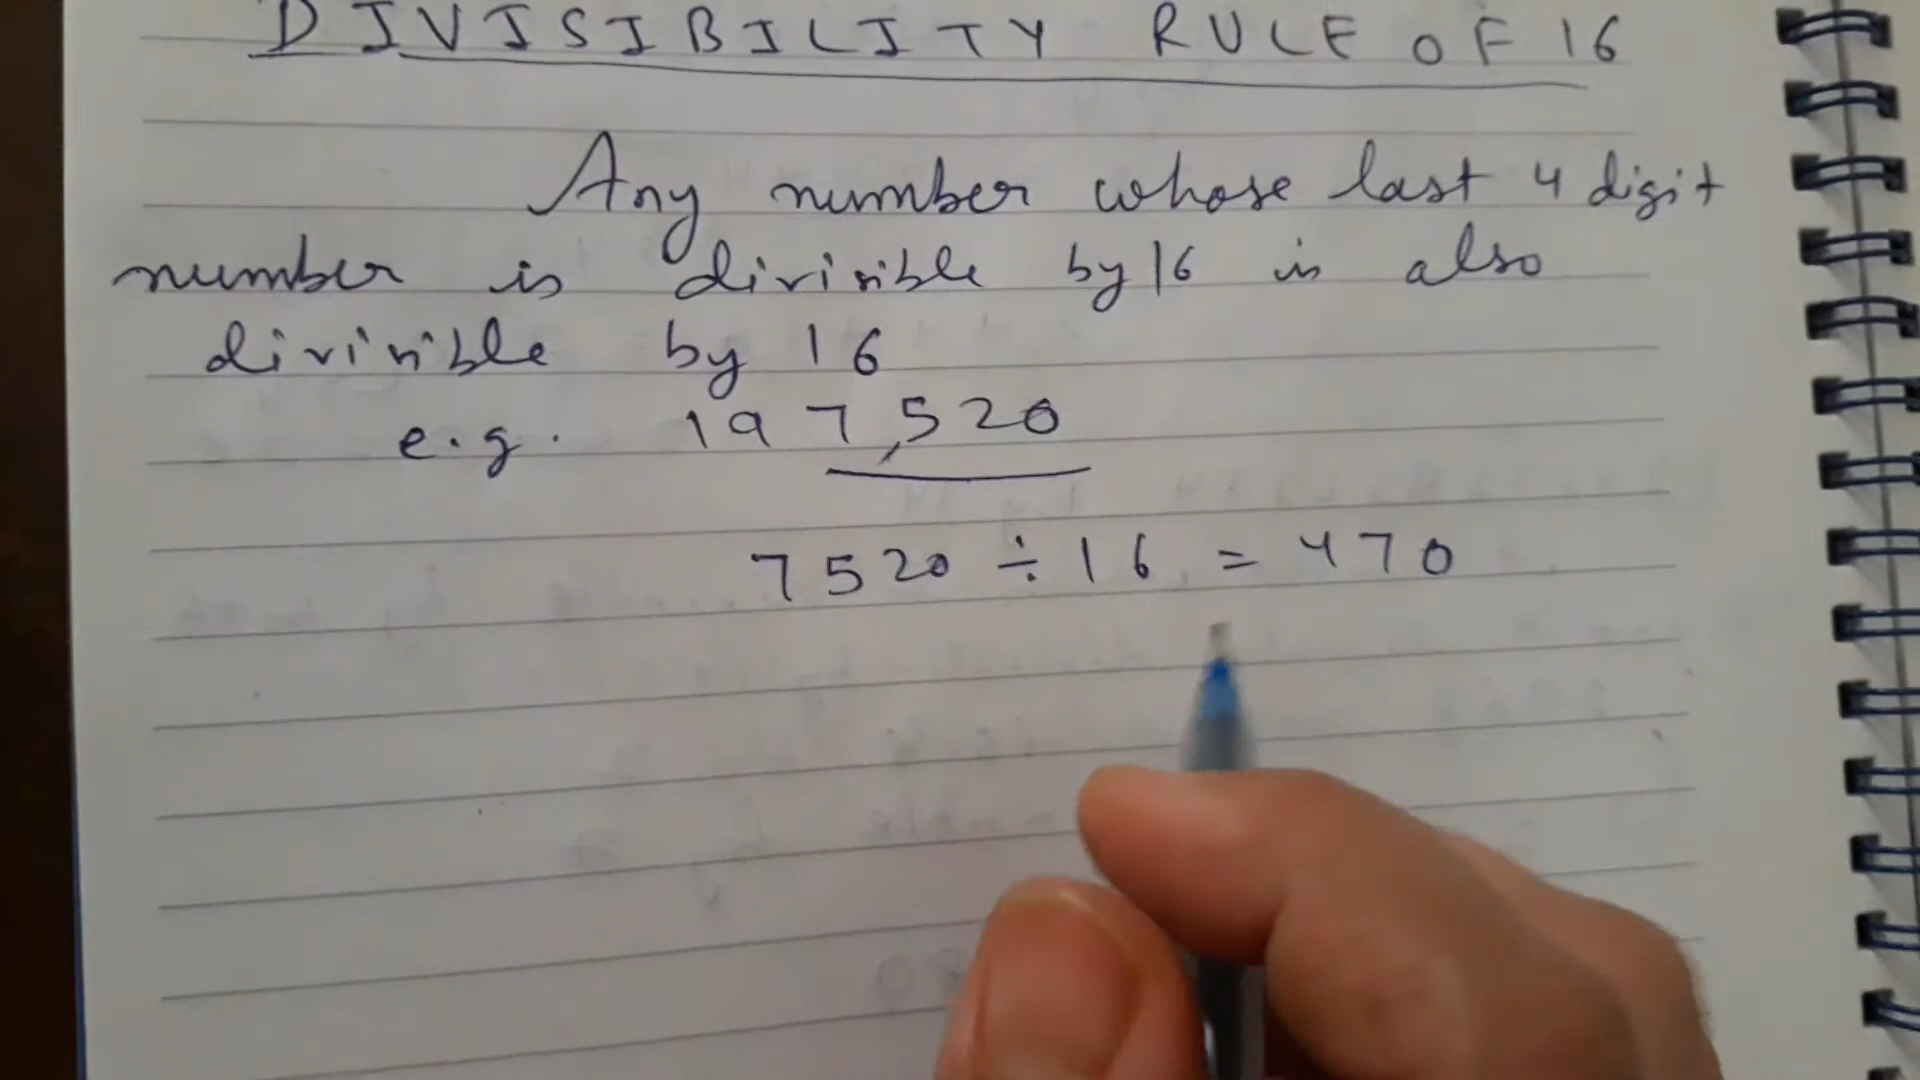 DIVISIBILITY RULE OF 16
Any number whose last 4 digit
number is divisible by 16 is also
divisible by 16
e.g. 197,520
7520 ÷ 16 = 470